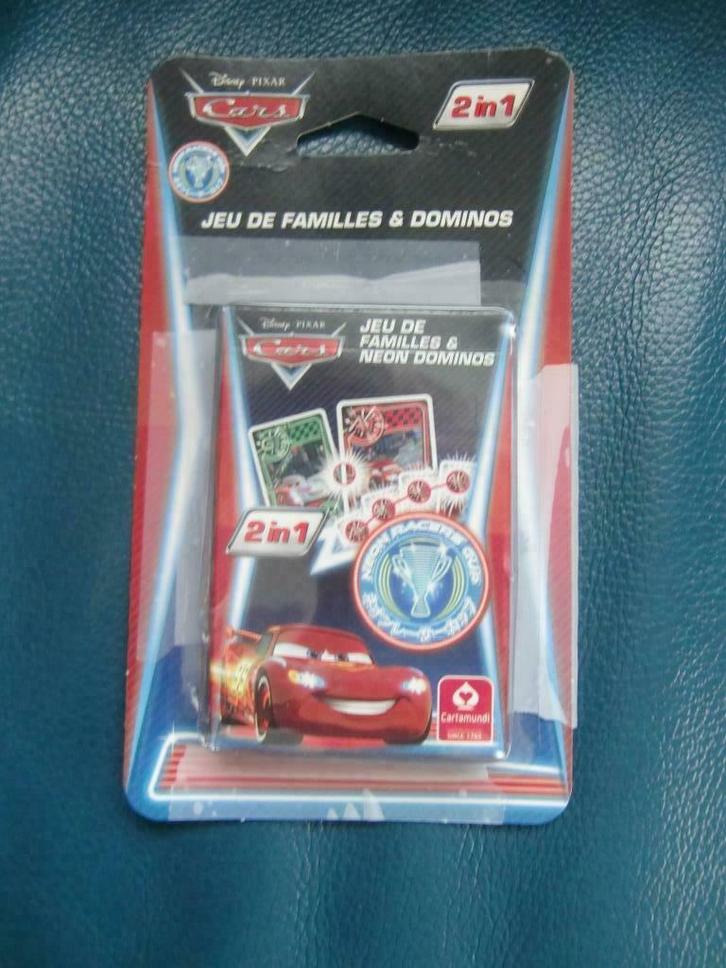 Disney · PIXAR
Cars
2 in 1
JEU DE FAMILLES & DOMINOS
Disney · PIXAR
Cars
JEU DE
FAMILLES &
NEON DOMINOS
2 in 1
NEON RACERS CUP
Cartamundi
SINCE 1765